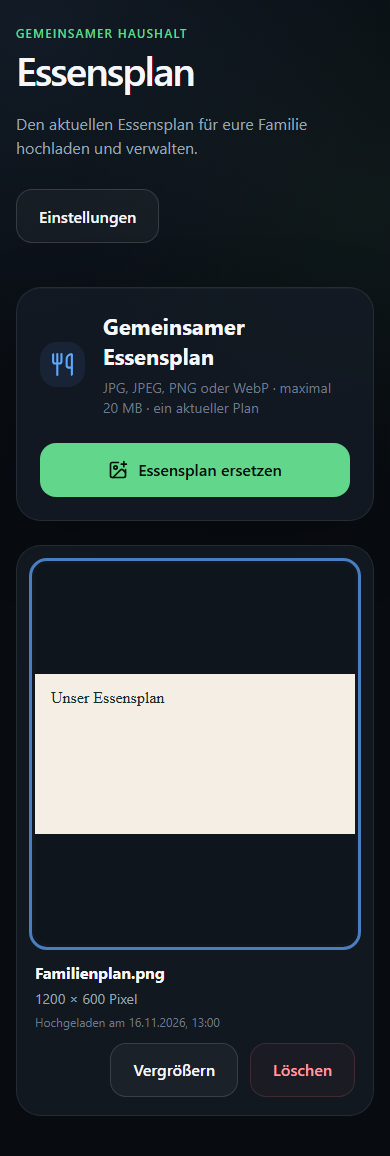 GEMEINSAMER HAUSHALT
Essensplan
Den aktuellen Essensplan für eure Familie
hochladen und verwalten.
Einstellungen
Gemeinsamer
Essensplan
JPG, JPEG, PNG oder WebP · maximal
20 MB · ein aktueller Plan
Essensplan ersetzen
Unser Essensplan
Familienplan.png
1200 × 600 Pixel
Hochgeladen am 16.11.2026, 13:00
Vergrößern
Löschen